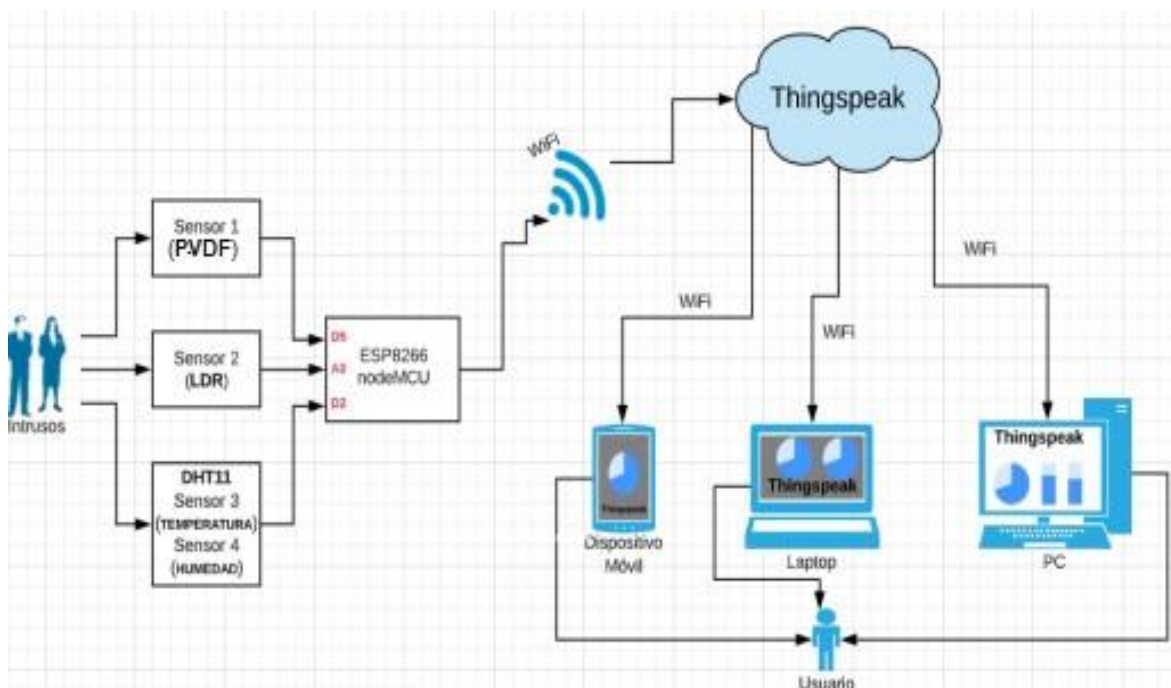 Thingspeak
WiFi
Sensor 1
(PVDF)
Sensor 2
(LDR)
DHT11
Sensor 3
(TEMPERATURA)
Sensor 4
(HUMEDAD)
Intrusos
D5
A0
D2
ESP8266
nodeMCU
WiFi
WiFi
WiFi
Thingspeak
Dispositivo
Móvil
Thingspeak
Laptop
Thingspeak
PC
Usuario